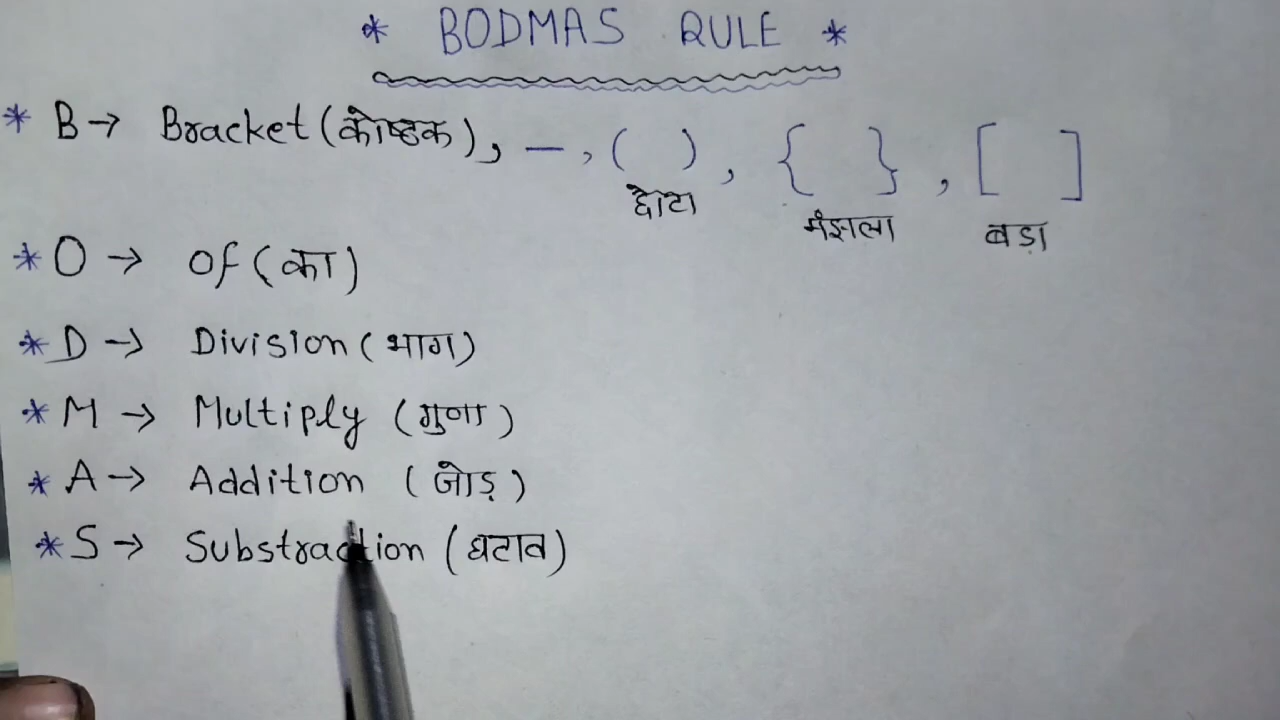 * BODMAS RULE *
* B → Bracket (कोष्ठक), —, ( ), { }, [ ]
छोटा मंझला बड़ा
* O → of (का)
* D → Division (भाग)
* M → Multiply (गुणा)
* A → Addition (जोड़)
* S → Substraction (घटाव)